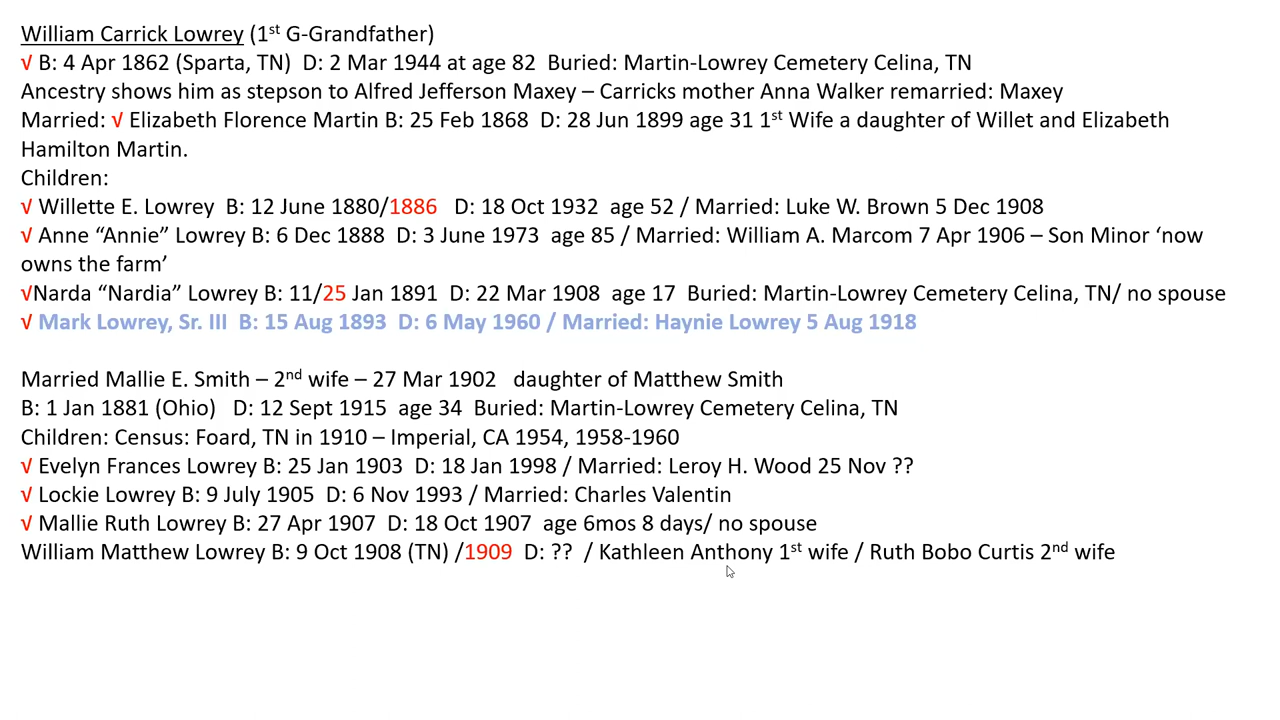 William Carrick Lowrey (1st G-Grandfather)
√ B: 4 Apr 1862 (Sparta, TN)  D: 2 Mar 1944 at age 82  Buried: Martin-Lowrey Cemetery Celina, TN
Ancestry shows him as stepson to Alfred Jefferson Maxey – Carricks mother Anna Walker remarried: Maxey
Married: √ Elizabeth Florence Martin B: 25 Feb 1868  D: 28 Jun 1899 age 31 1st Wife a daughter of Willet and Elizabeth
Hamilton Martin.
Children:
√ Willette E. Lowrey  B: 12 June 1880/1886   D: 18 Oct 1932  age 52 / Married: Luke W. Brown 5 Dec 1908
√ Anne “Annie” Lowrey B: 6 Dec 1888  D: 3 June 1973  age 85 / Married: William A. Marcom 7 Apr 1906 – Son Minor ‘now
owns the farm’
√Narda “Nardia” Lowrey B: 11/25 Jan 1891  D: 22 Mar 1908  age 17  Buried: Martin-Lowrey Cemetery Celina, TN/ no spouse
√ Mark Lowrey, Sr. III  B: 15 Aug 1893  D: 6 May 1960 / Married: Haynie Lowrey 5 Aug 1918
Married Mallie E. Smith – 2nd wife – 27 Mar 1902   daughter of Matthew Smith
B: 1 Jan 1881 (Ohio)   D: 12 Sept 1915  age 34  Buried: Martin-Lowrey Cemetery Celina, TN
Children: Census: Foard, TN in 1910 – Imperial, CA 1954, 1958-1960
√ Evelyn Frances Lowrey B: 25 Jan 1903  D: 18 Jan 1998 / Married: Leroy H. Wood 25 Nov ??
√ Lockie Lowrey B: 9 July 1905  D: 6 Nov 1993 / Married: Charles Valentin
√ Mallie Ruth Lowrey B: 27 Apr 1907  D: 18 Oct 1907  age 6mos 8 days/ no spouse
William Matthew Lowrey B: 9 Oct 1908 (TN) /1909  D: ??  / Kathleen Anthony 1st wife / Ruth Bobo Curtis 2nd wife